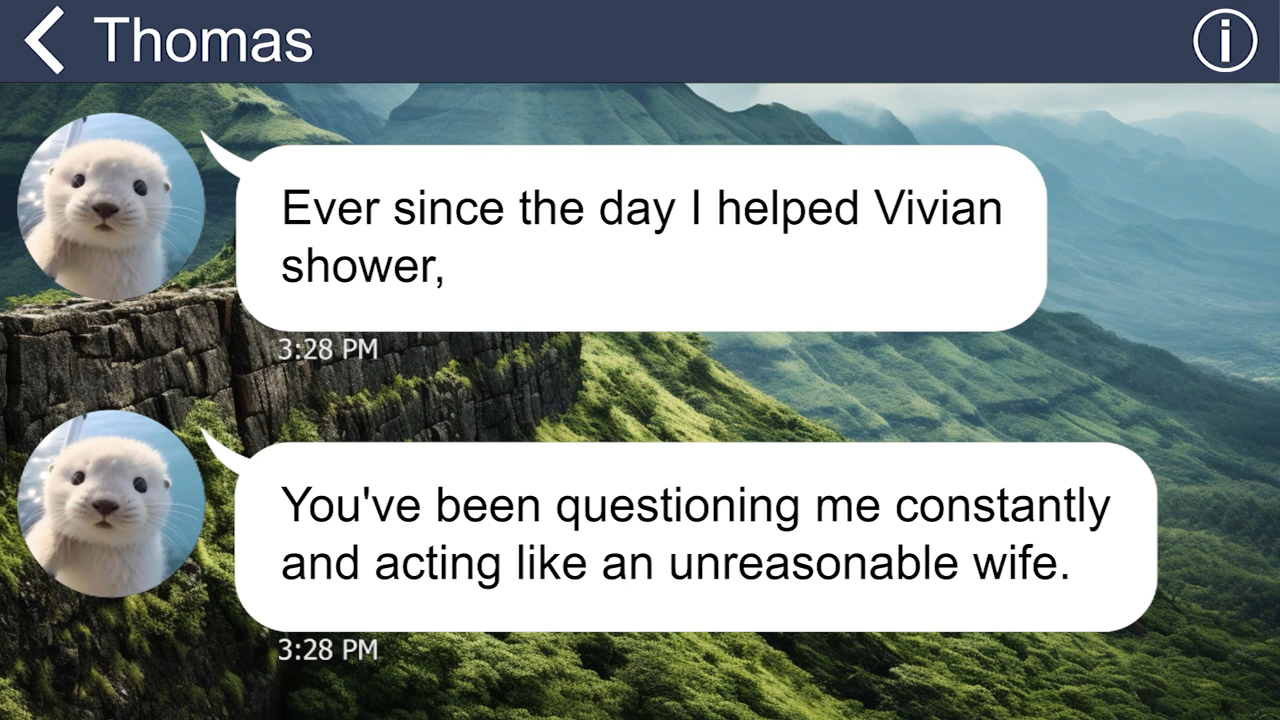 Thomas
Ever since the day I helped Vivian
shower,
3:28 PM
You've been questioning me constantly
and acting like an unreasonable wife.
3:28 PM